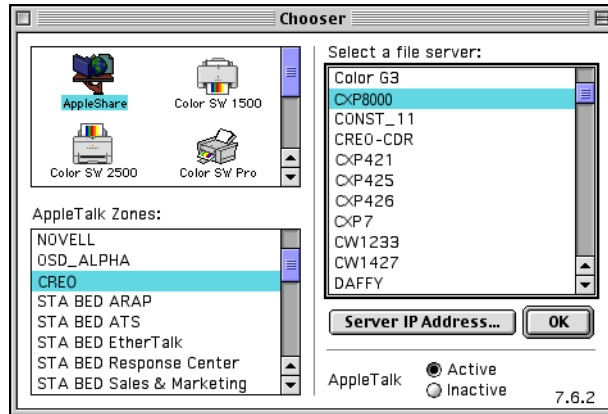 Chooser
AppleShare
Color SW 1500
Color SW 2500
Color SW Pro
AppleTalk Zones:
NOVELL
OSD_ALPHA
CREO
STA BED ARAP
STA BED ATS
STA BED EtherTalk
STA BED Response Center
STA BED Sales & Marketing
Select a file server:
Color G3
CXP8000
CONST_11
CREO-CDR
CXP421
CXP425
CXP426
CXP7
CW1233
CW1427
DAFFY
Server IP Address...
OK
AppleTalk
Active
Inactive
7.6.2